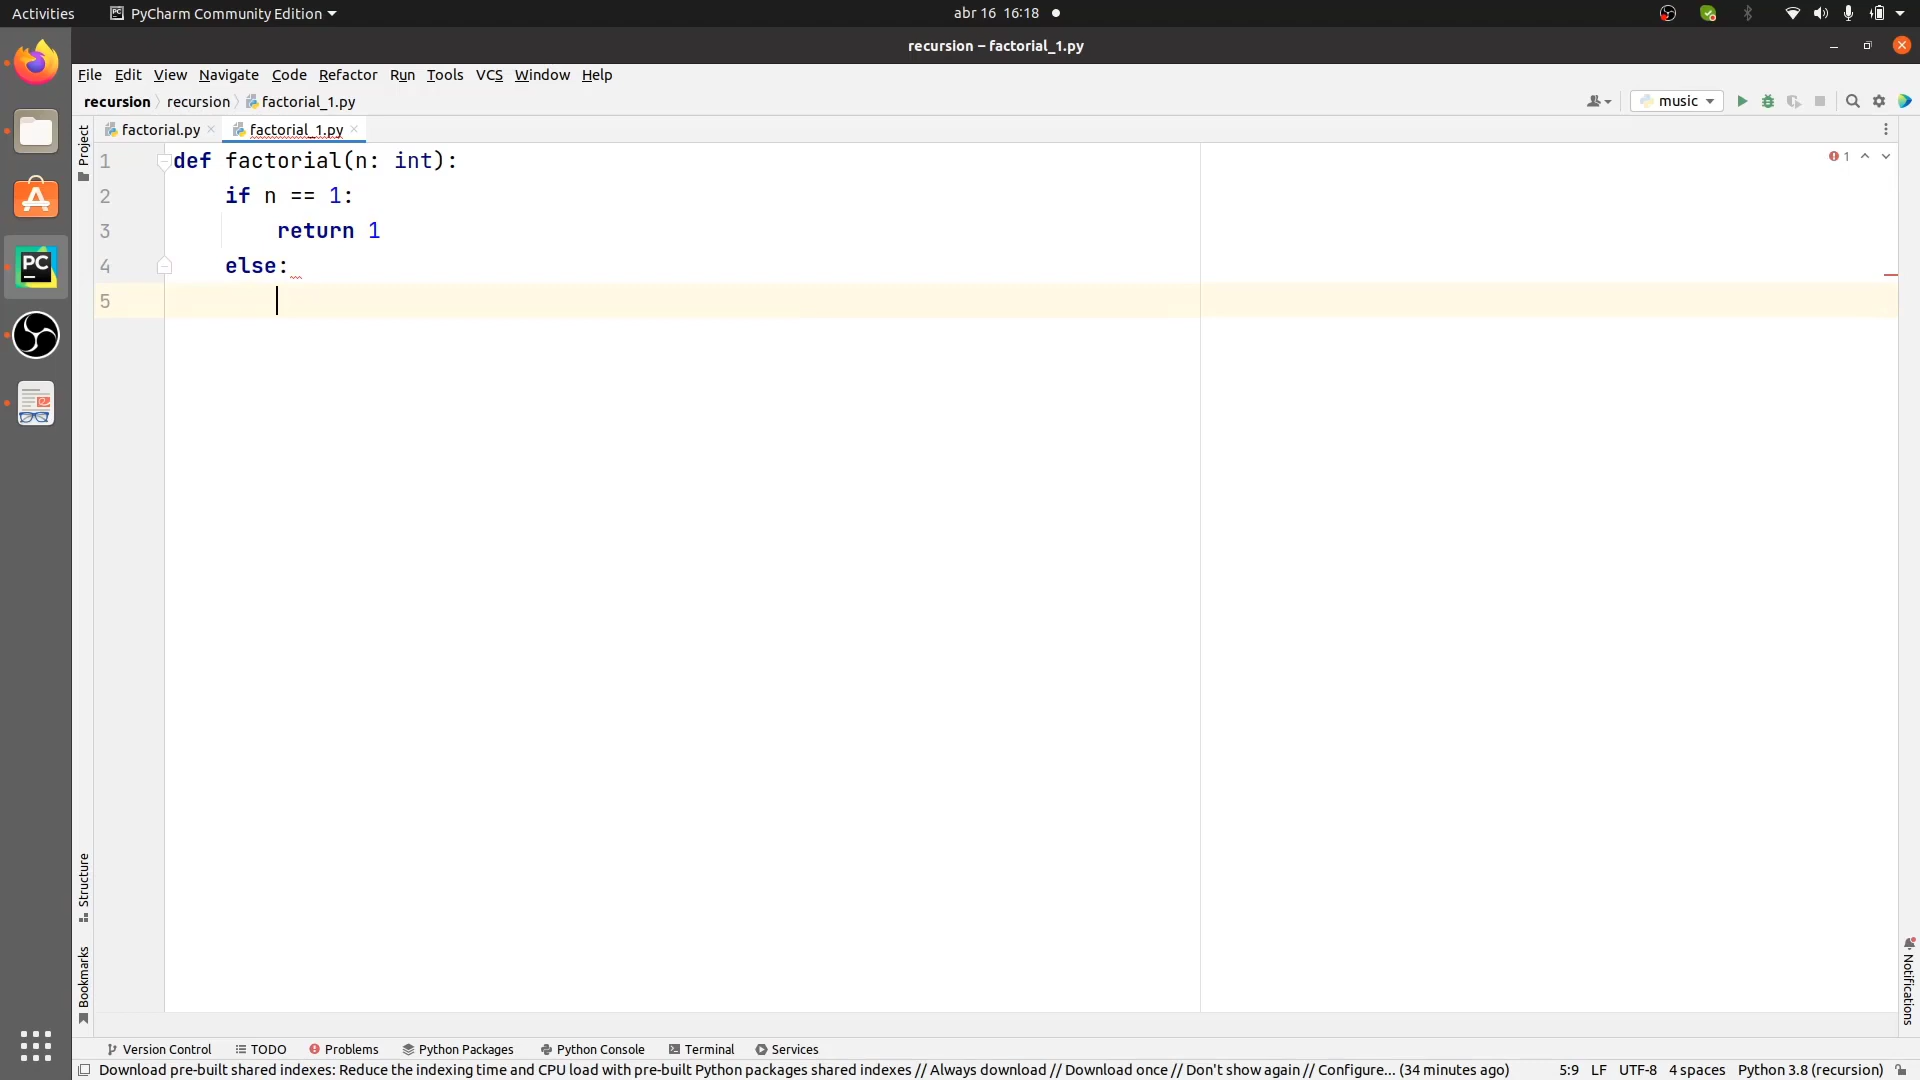 Activities PyCharm Community Edition abr 16 16:18
recursion – factorial_1.py
File Edit View Navigate Code Refactor Run Tools VCS Window Help
recursion recursion factorial_1.py music
Project
factorial.py factorial_1.py
1 def factorial(n: int): 1
2 if n == 1:
3 return 1
4 else:
5
Structure
Bookmarks
Notifications
Version Control TODO Problems Python Packages Python Console Terminal Services
Download pre-built shared indexes: Reduce the indexing time and CPU load with pre-built Python packages shared indexes // Always download // Download once // Don't show again // Configure... (34 minutes ago) 5:9 LF UTF-8 4 spaces Python 3.8 (recursion)